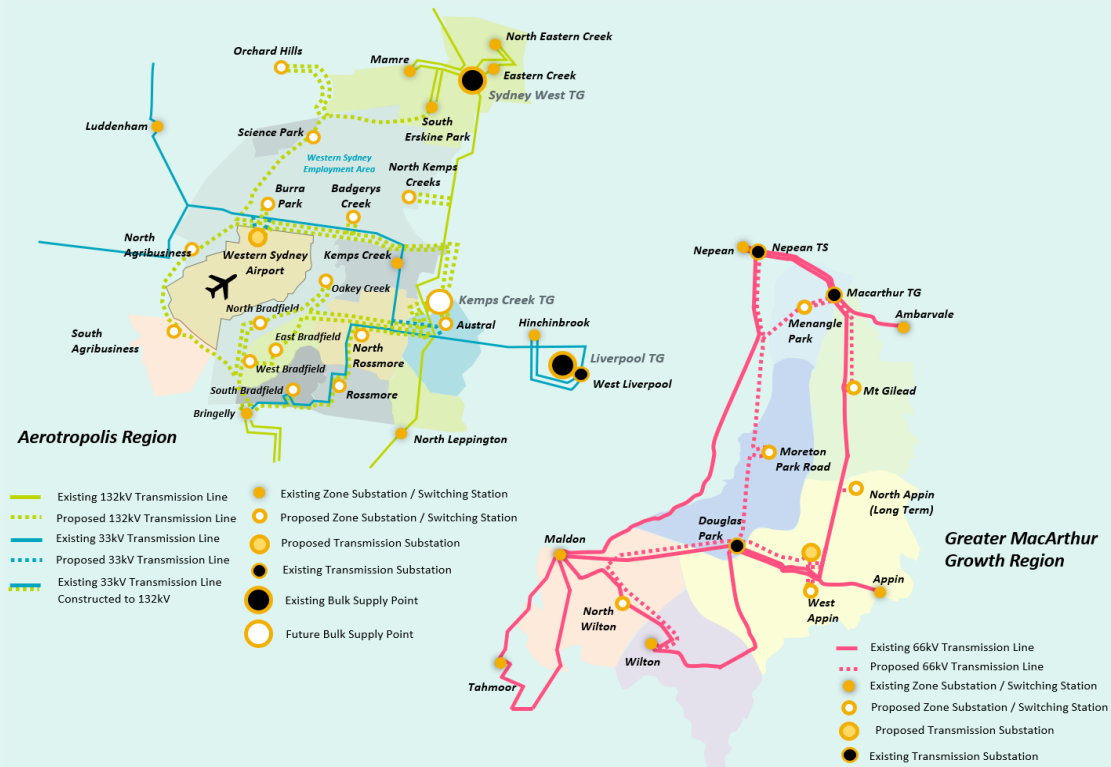 North Eastern Creek
Orchard Hills
Mamre
Eastern Creek
Sydney West TG
Luddenham
Science Park
South
Erskine Park
Western Sydney
Employment Area
North Kemps
Creeks
Burra
Park
Badgerys
Creek
North
Agribusiness
Western Sydney
Airport
Kemps Creek
Oakey Creek
Kemps Creek TG
North Bradfield
Austral
Hinchinbrook
South
Agribusiness
East Bradfield
North
Rossmore
Liverpool TG
West Bradfield
West Liverpool
South Bradfield
Rossmore
Bringelly
North Leppington
Aerotropolis Region
Existing 132kV Transmission Line
Proposed 132kV Transmission Line
Existing 33kV Transmission Line
Proposed 33kV Transmission Line
Existing 33kV Transmission Line
Constructed to 132kV
Existing Zone Substation / Switching Station
Proposed Zone Substation / Switching Station
Proposed Transmission Substation
Existing Transmission Substation
Existing Bulk Supply Point
Future Bulk Supply Point
Nepean
Nepean TS
Macarthur TG
Menangle
Park
Ambarvale
Mt Gilead
Moreton
Park Road
North Appin
(Long Term)
Douglas
Park
Maldon
Greater MacArthur
Growth Region
Appin
West
Appin
North
Wilton
Wilton
Tahmoor
Existing 66kV Transmission Line
Proposed 66kV Transmission Line
Existing Zone Substation / Switching Station
Proposed Zone Substation / Switching Station
Proposed Transmission Substation
Existing Transmission Substation